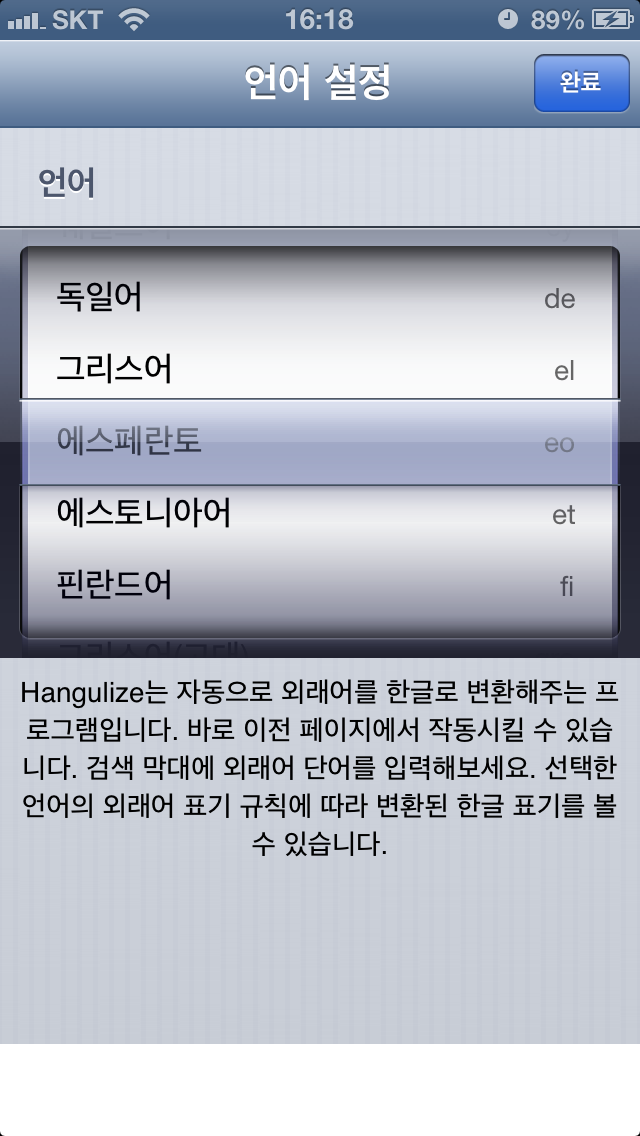 SKT 16:18 89%
언어 설정 완료
언어
독일어 de
그리스어 el
에스페란토 eo
에스토니아어 et
핀란드어 fi
그리스어(고대)
Hangulize는 자동으로 외래어를 한글로 변환해주는 프
로그램입니다. 바로 이전 페이지에서 작동시킬 수 있습
니다. 검색 막대에 외래어 단어를 입력해보세요. 선택한
언어의 외래어 표기 규칙에 따라 변환된 한글 표기를 볼
수 있습니다.